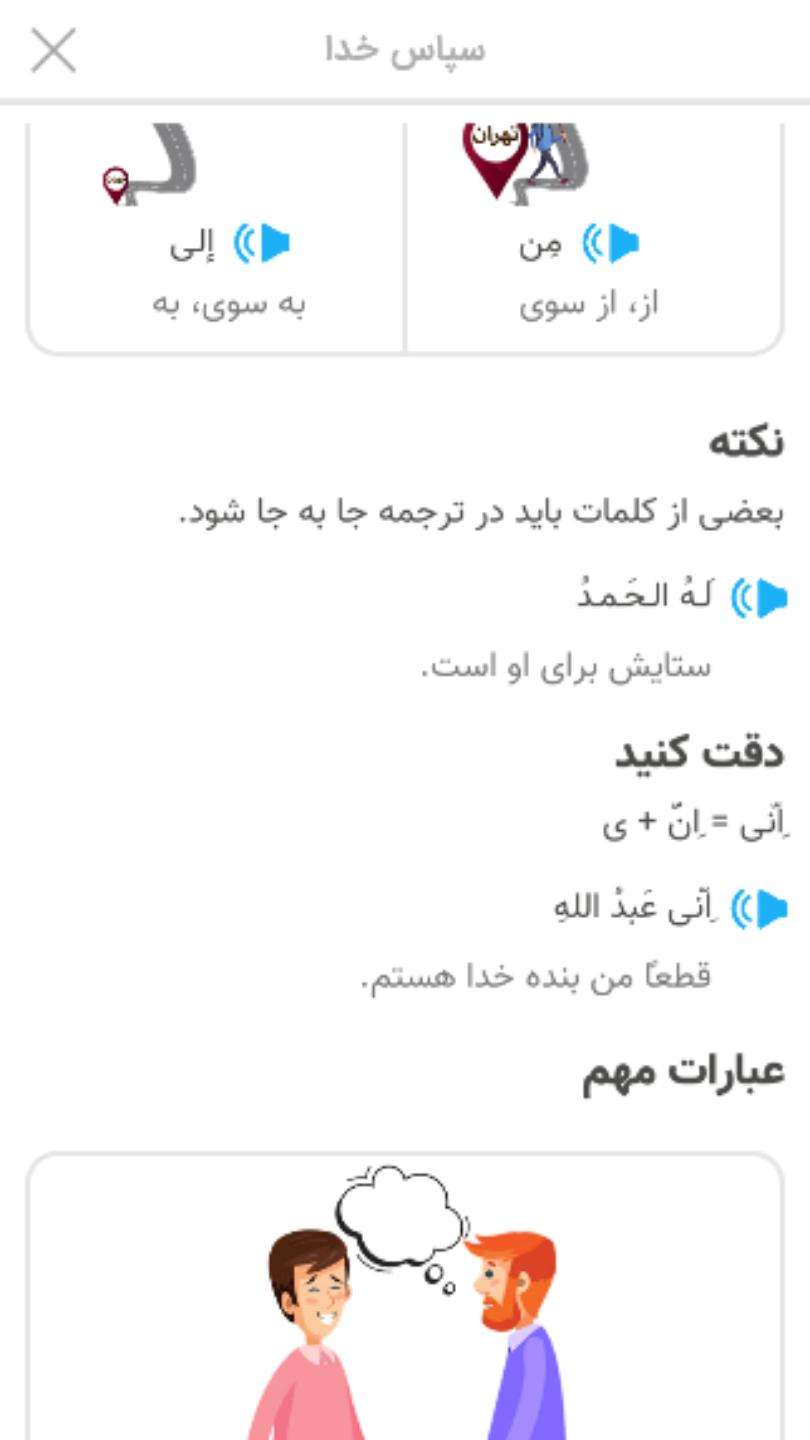 سپاس خدا
تهران
مِن
إلی
از، از سوی
به سوی، به
نکته
بعضی از کلمات باید در ترجمه جا به جا شود.
لَهُ الحَمدُ
ستایش برای او است.
دقت کنید
اِنّی = اِنّ + ی
اِنّی عَبدُ اللهِ
قطعاً من بنده خدا هستم.
عبارات مهم